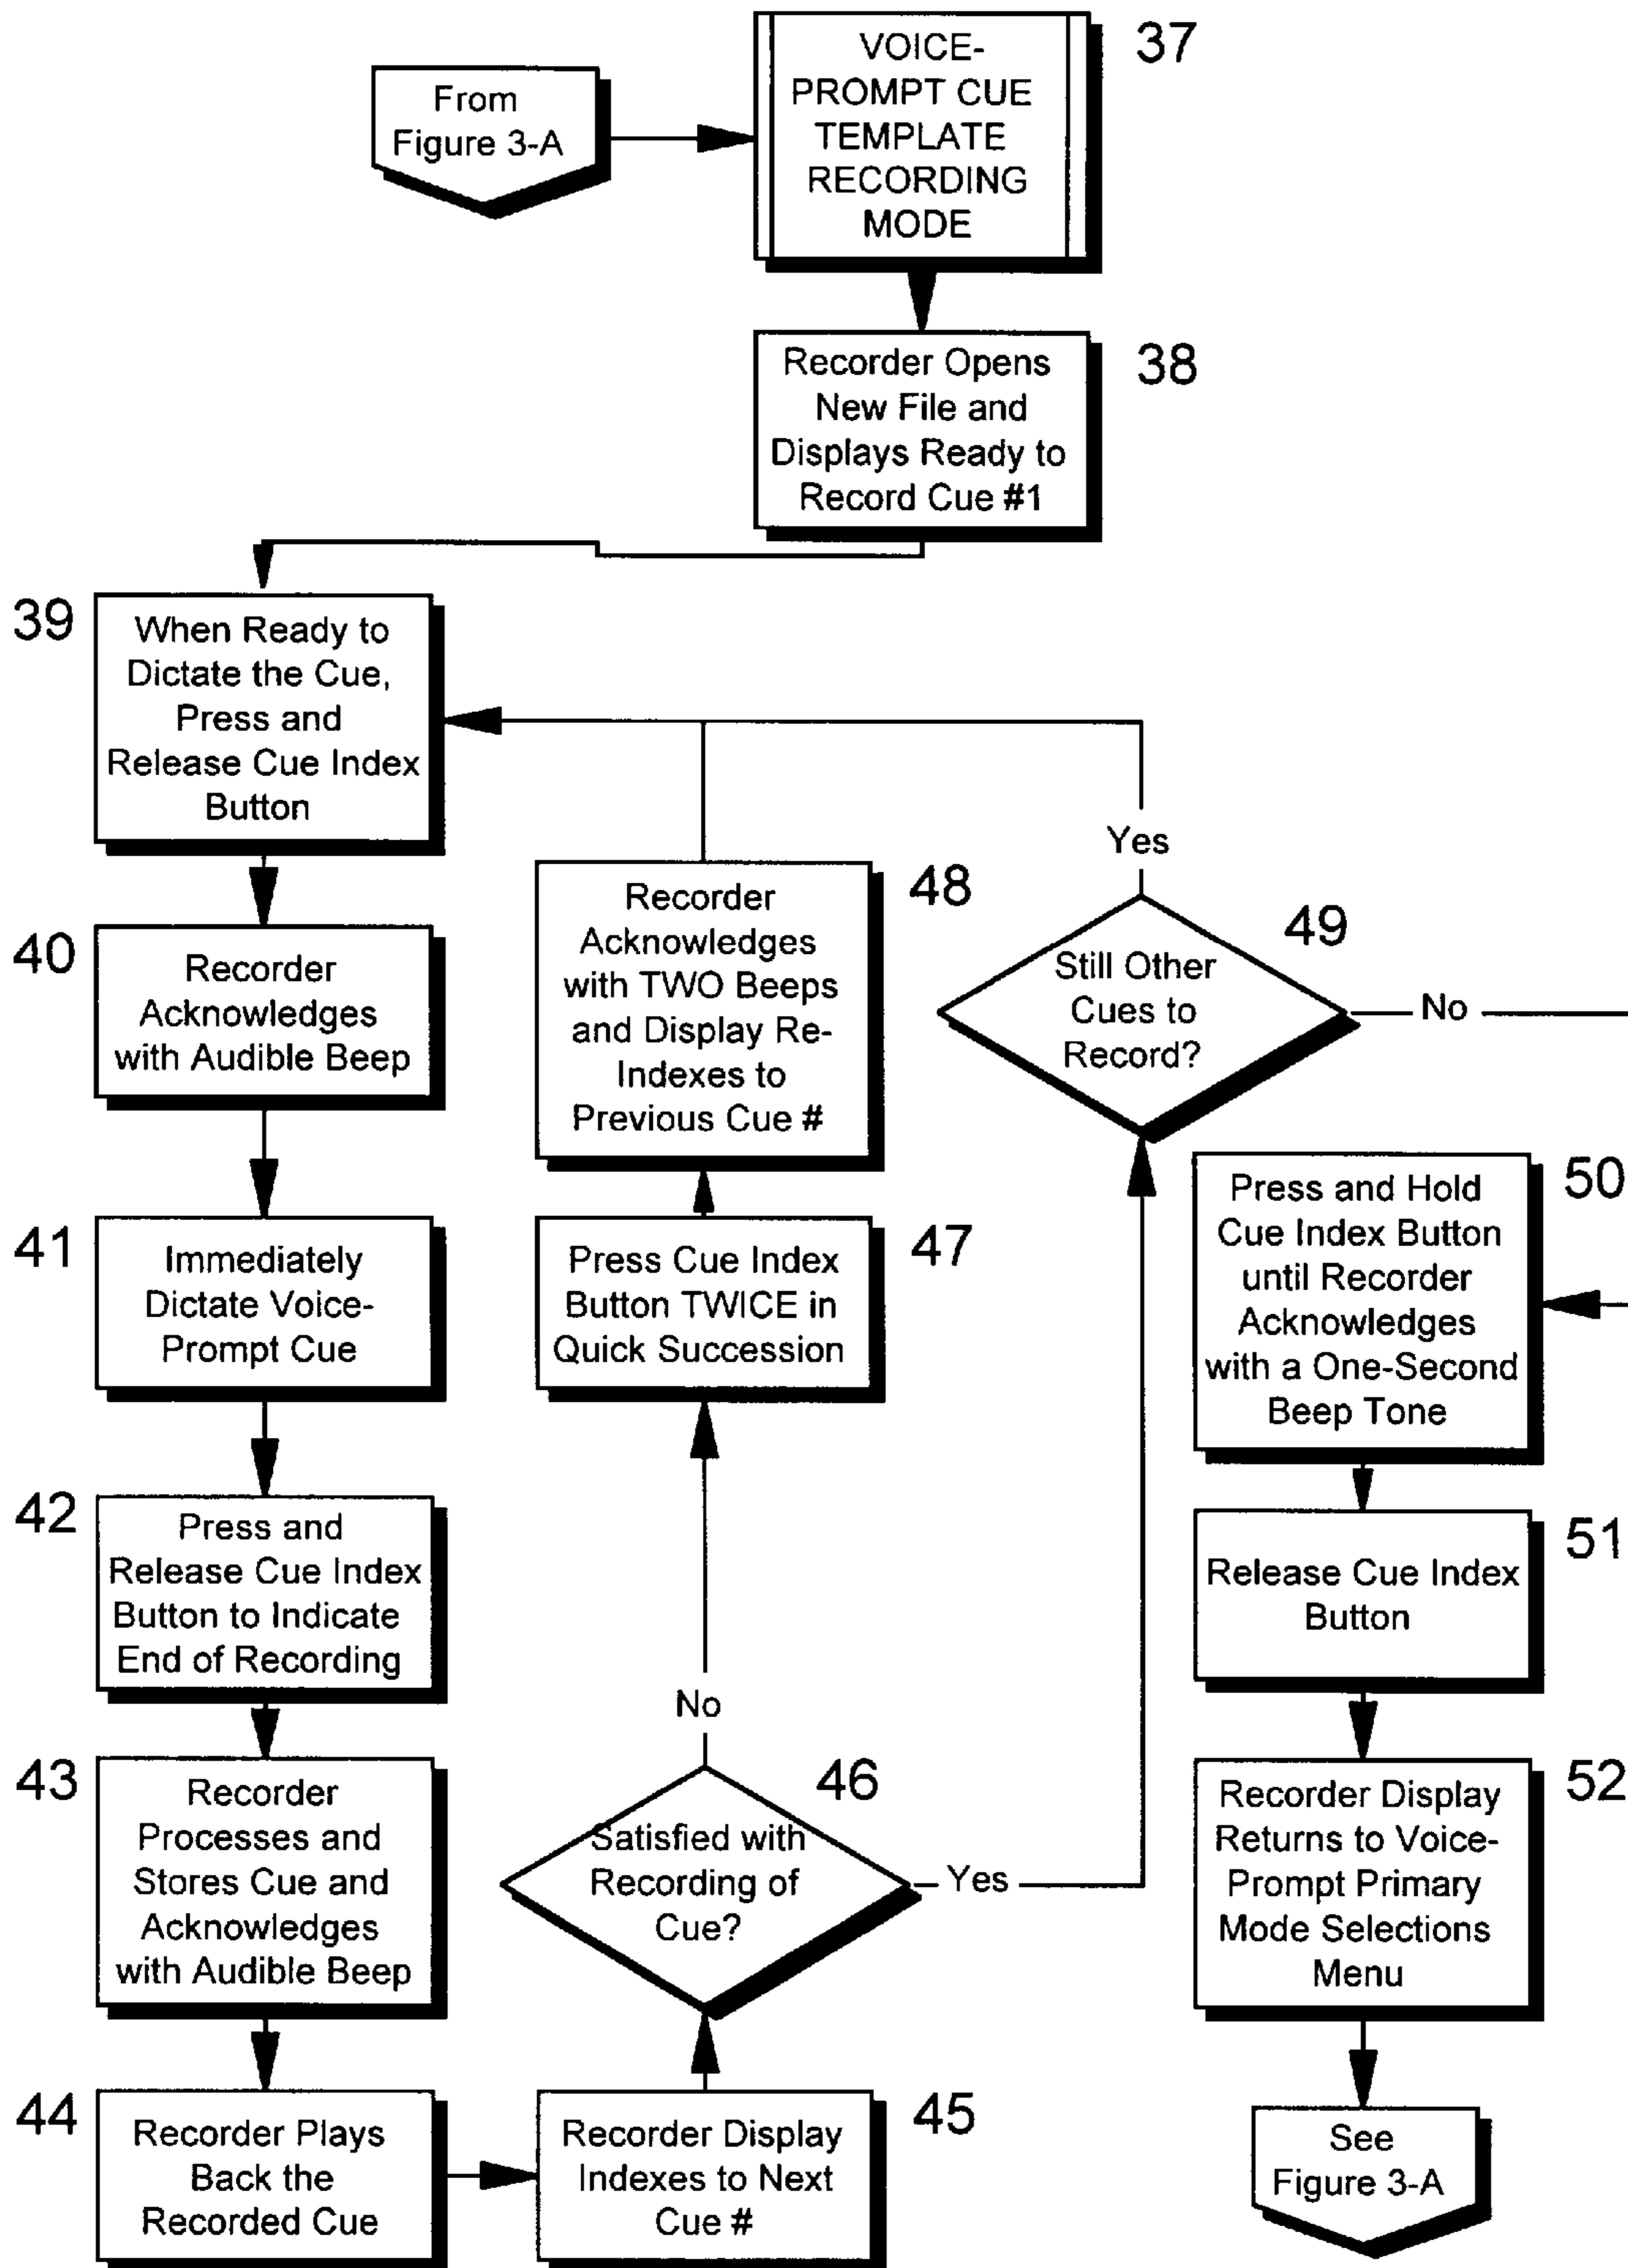 From
Figure 3-A
VOICE-
PROMPT CUE
TEMPLATE
RECORDING
MODE
37
Recorder Opens
New File and
Displays Ready to
Record Cue #1
38
39
When Ready to
Dictate the Cue,
Press and
Release Cue Index
Button
40
Recorder
Acknowledges
with Audible Beep
41
Immediately
Dictate Voice-
Prompt Cue
42
Press and
Release Cue Index
Button to Indicate
End of Recording
43
Recorder
Processes and
Stores Cue and
Acknowledges
with Audible Beep
44
Recorder Plays
Back the
Recorded Cue
Recorder Display
Indexes to Next
Cue #
45
Satisfied with
Recording of
Cue?
46
No
Yes
Press Cue Index
Button TWICE in
Quick Succession
47
Recorder
Acknowledges
with TWO Beeps
and Display Re-
Indexes to
Previous Cue #
48
Still Other
Cues to
Record?
49
Yes
No
Press and Hold
Cue Index Button
until Recorder
Acknowledges
with a One-Second
Beep Tone
50
Release Cue Index
Button
51
Recorder Display
Returns to Voice-
Prompt Primary
Mode Selections
Menu
52
See
Figure 3-A